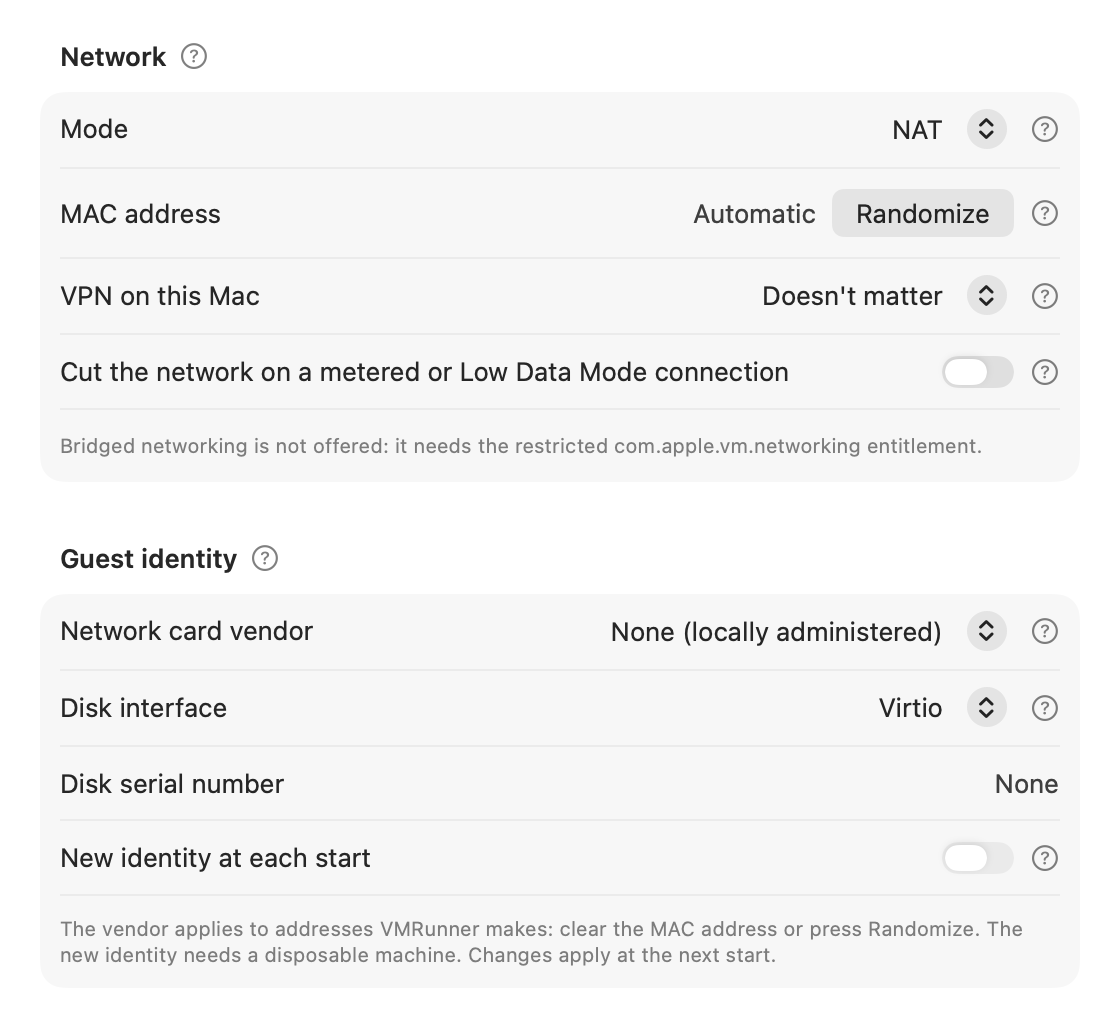 Network ?
Mode NAT ?
MAC address Automatic Randomize ?
VPN on this Mac Doesn't matter ?
Cut the network on a metered or Low Data Mode connection ?
Bridged networking is not offered: it needs the restricted com.apple.vm.networking entitlement.
Guest identity ?
Network card vendor None (locally administered) ?
Disk interface Virtio ?
Disk serial number None
New identity at each start ?
The vendor applies to addresses VMRunner makes: clear the MAC address or press Randomize. The
new identity needs a disposable machine. Changes apply at the next start.